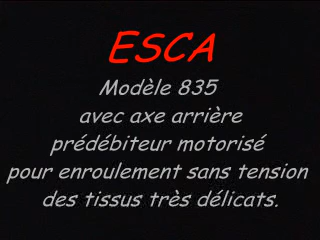 ESCA
Modèle 835
avec axe arrière
prédébiteur motorisé
pour enroulement sans tension
des tissus très délicats.